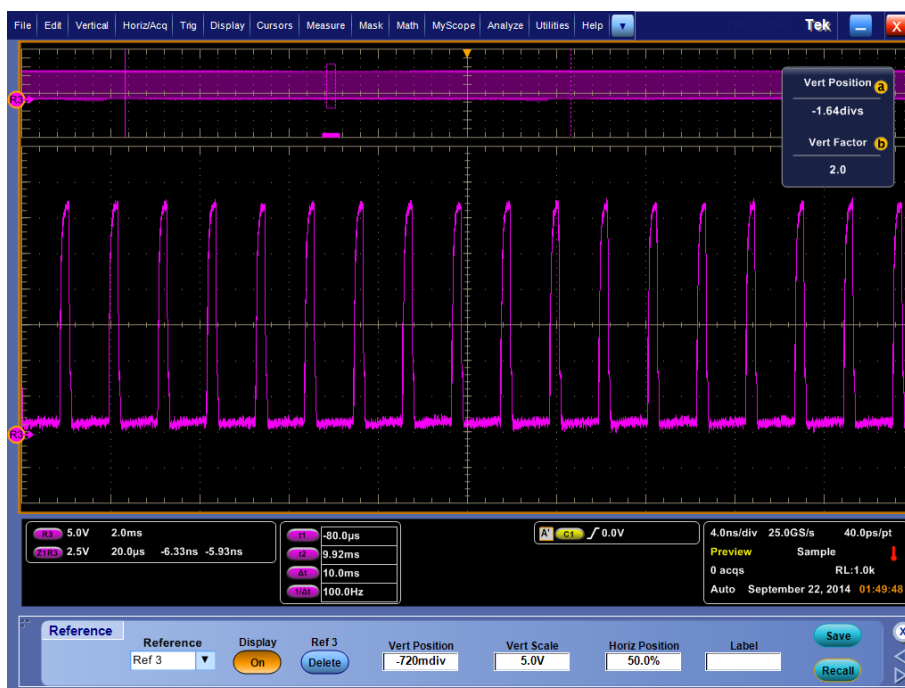 File Edit Vertical Horiz/Acq Trig Display Cursors Measure Mask Math MyScope Analyze Utilities Help Tek X
Vert Position a
-1.64divs
Vert Factor b
2.0
R3
R3
R3 5.0V 2.0ms
Z1R3 2.5V 20.0µs -6.33ns -5.93ns
t1 -80.0µs
t2 9.92ms
Δt 10.0ms
1/Δt 100.0Hz
A' C1 0.0V
4.0ns/div 25.0GS/s 40.0ps/pt
Preview Sample
0 acqs RL:1.0k
Auto September 22, 2014 01:49:48
Reference
Reference Display Ref 3 Vert Position Vert Scale Horiz Position Label Save X
Ref 3 On Delete -720mdiv 5.0V 50.0% Recall